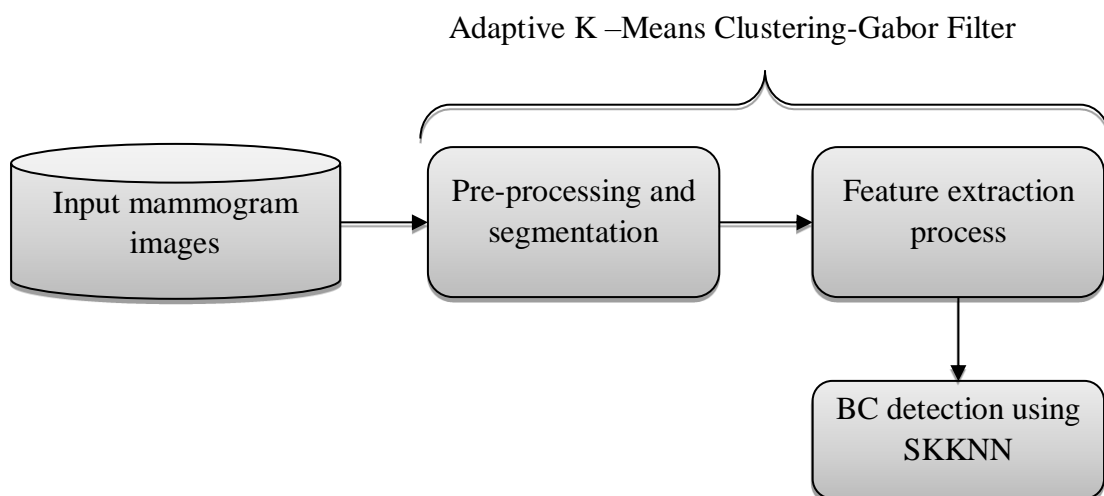 Adaptive K –Means Clustering-Gabor Filter
Input mammogram
images
Pre-processing and
segmentation
Feature extraction
process
BC detection using
SKKNN